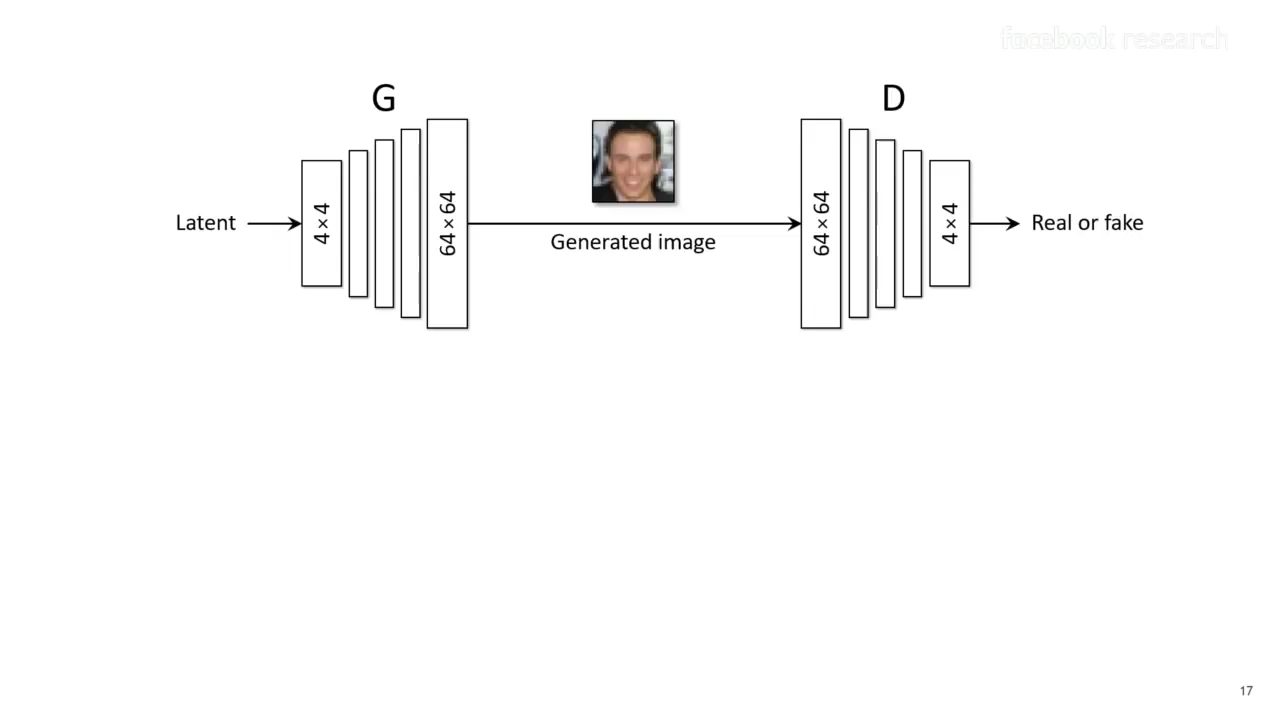 facebook research
G
D
Latent
4×4
64×64
Generated image
64×64
4×4
Real or fake
17